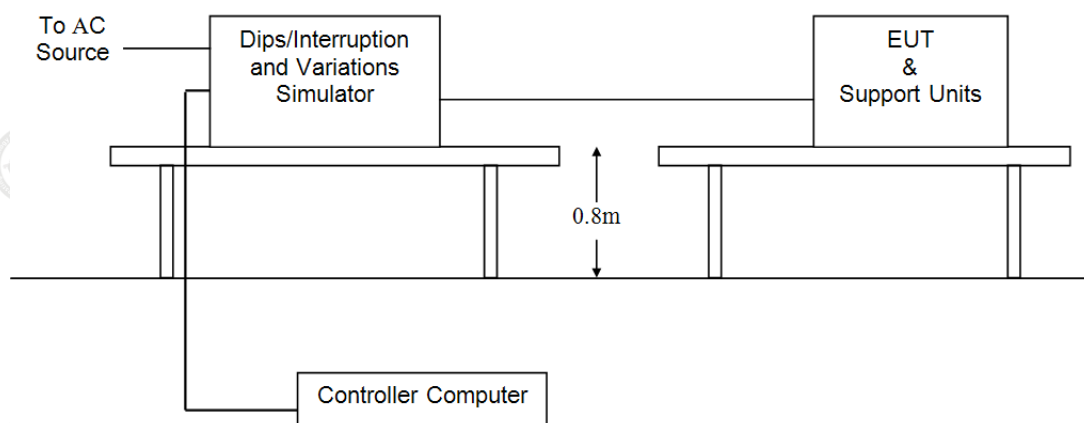 To AC
Source
Dips/Interruption
and Variations
Simulator
EUT
&
Support Units
0.8m
Controller Computer